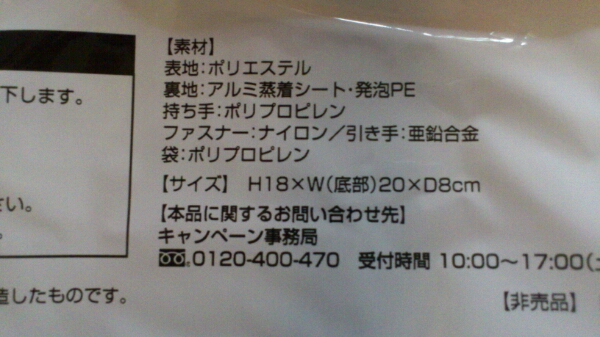 【素材】
表地:ポリエステル
下します。
裏地:アルミ蒸着シート・発泡PE
持ち手:ポリプロピレン
ファスナー:ナイロン/引き手:亜鉛合金
袋:ポリプロピレン
【サイズ】 H18×W(底部)20×D8cm
さい。
【本品に関するお問い合わせ先】
。
キャンペーン事務局
0120-400-470 受付時間 10:00〜17:00(土
造したものです。
【非売品】